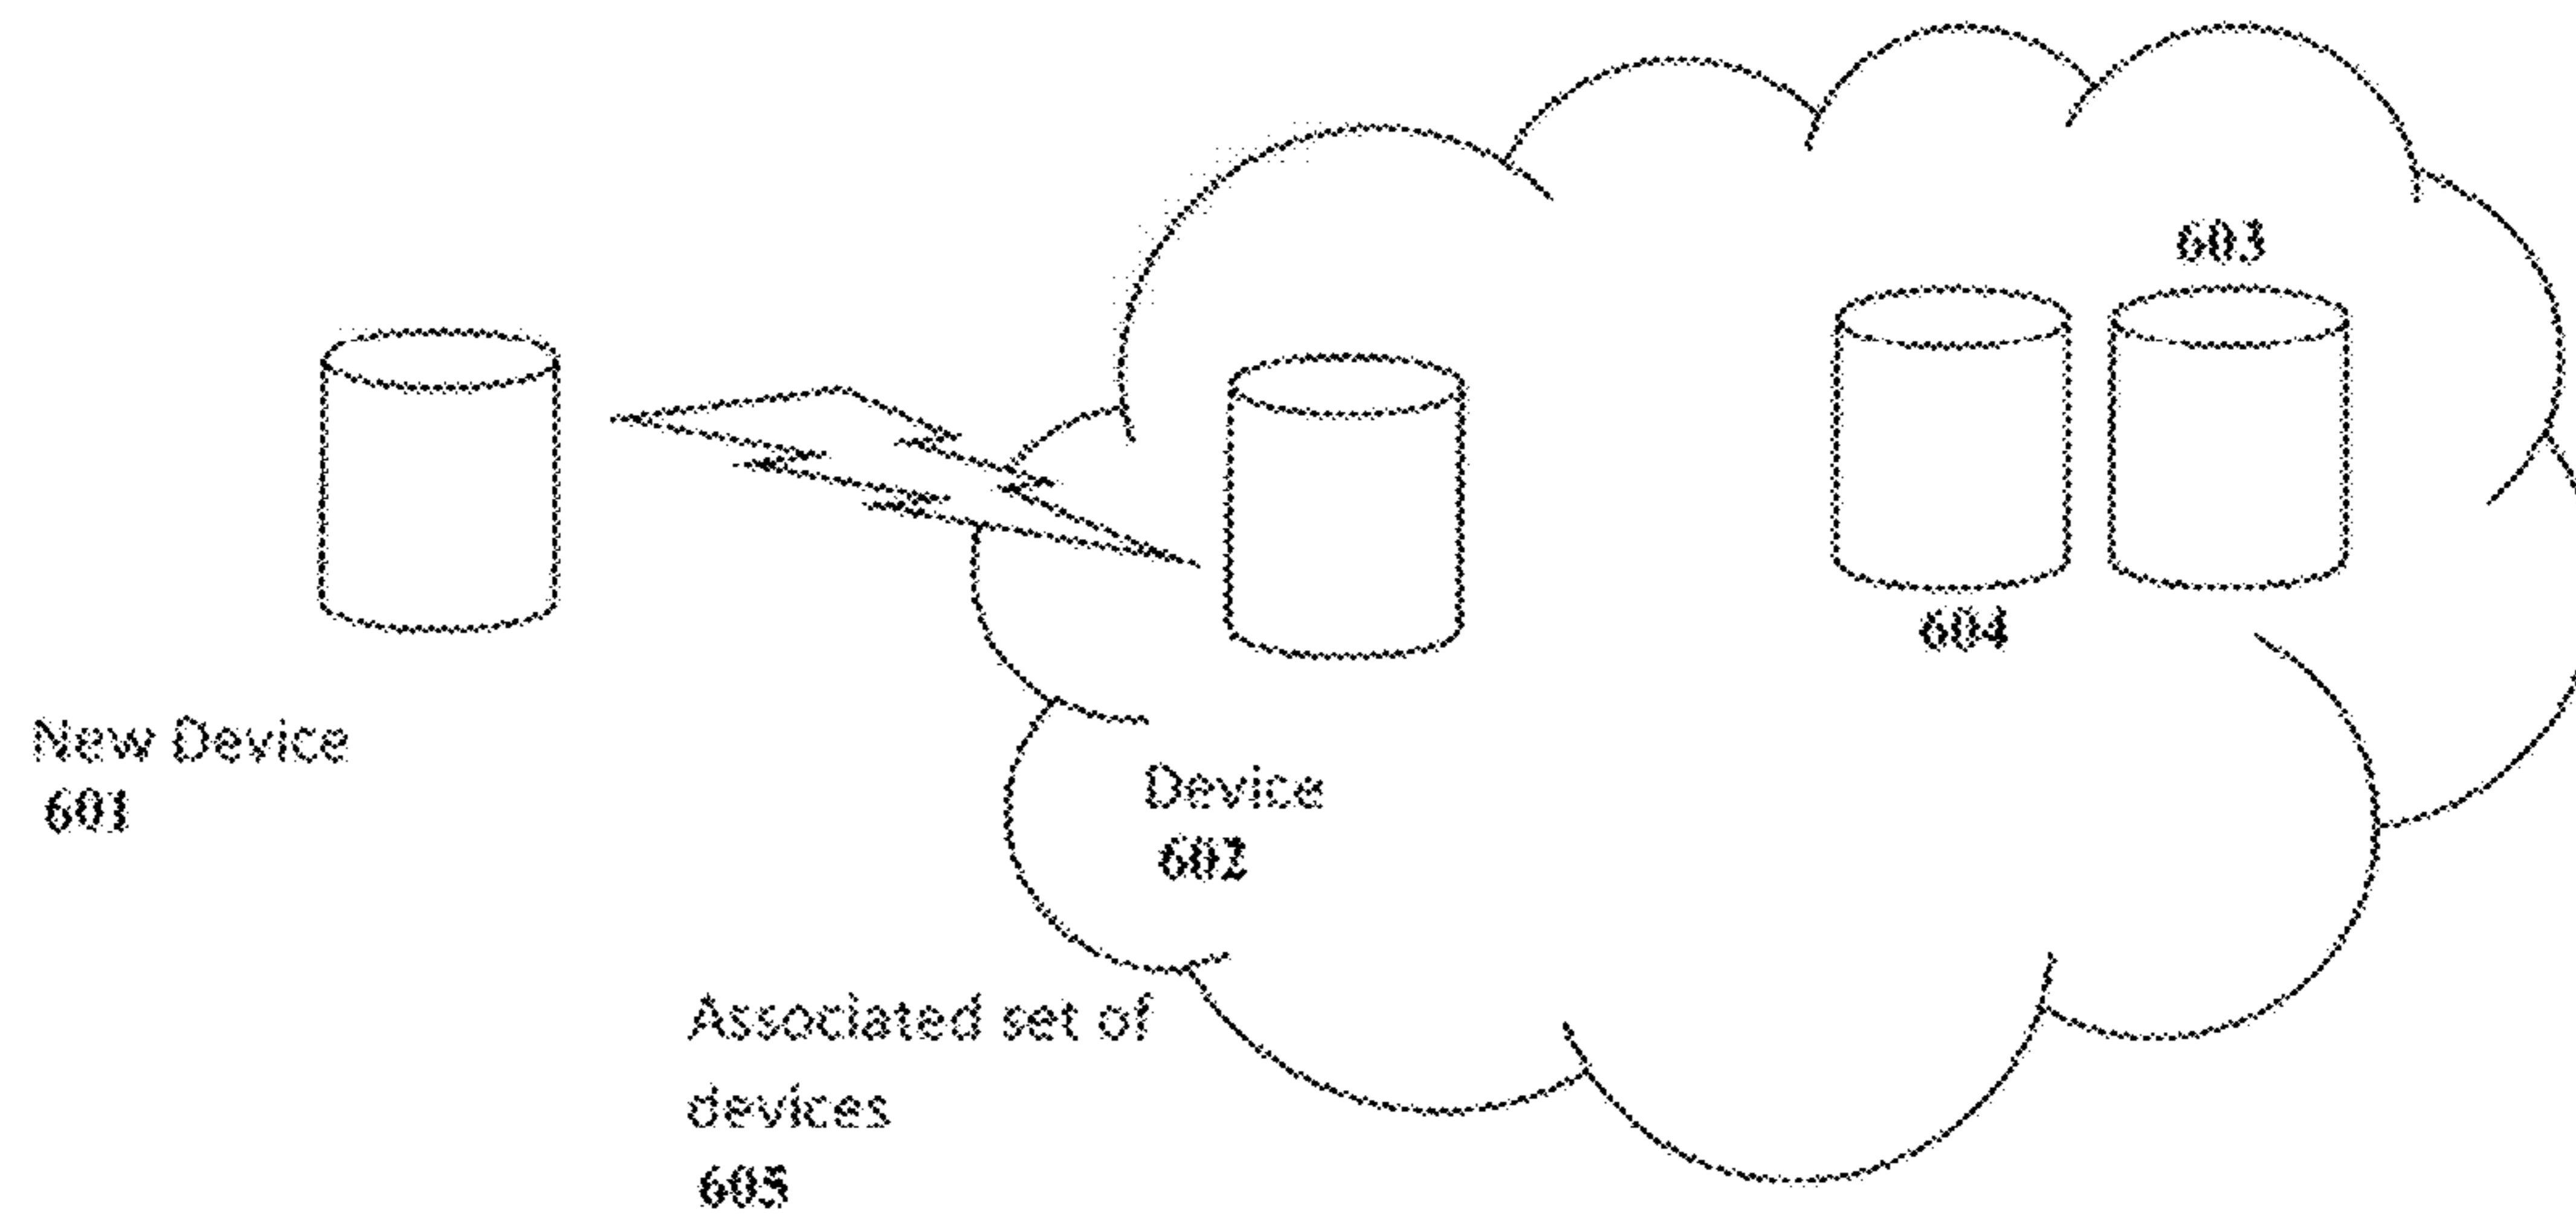 603
604
New Device
601
Device
602
Associated set of
devices
605